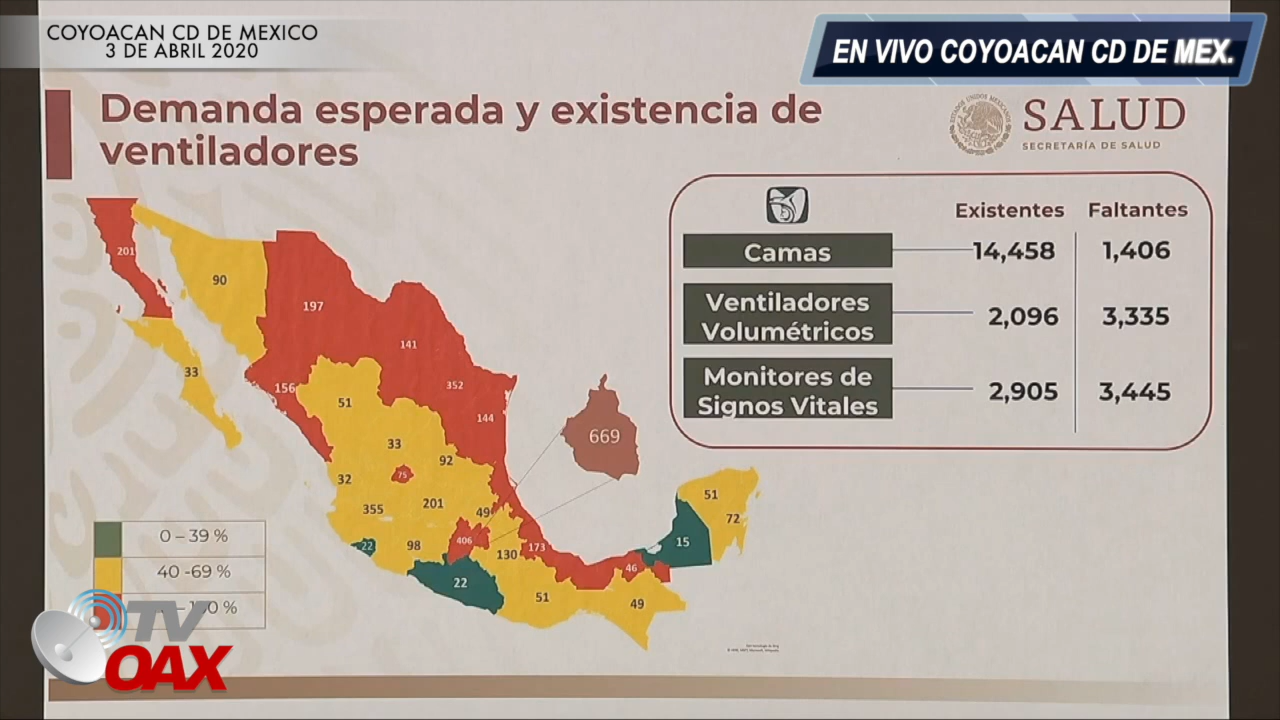 COYOACAN CD DE MEXICO
3 DE ABRIL 2020
EN VIVO COYOACAN CD DE MEX.
Demanda esperada y existencia de
ventiladores
SALUD
SECRETARÍA DE SALUD
Existentes Faltantes
Camas 14,458 1,406
Ventiladores
Volumétricos 2,096 3,335
Monitores de
Signos Vitales 2,905 3,445
201
90
197
141
33
156
352
51
144
33
669
92
32
75
355
201
49
51
72
22
98
406
130
173
15
22
46
51
49
0 – 39 %
40 -69 %
%
TV
OAX